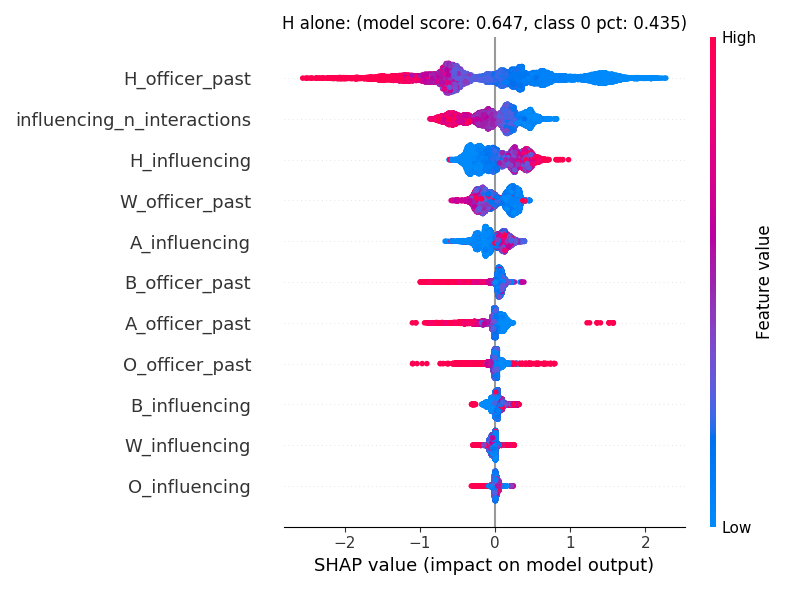 H alone: (model score: 0.647, class 0 pct: 0.435)
High
H_officer_past
influencing_n_interactions
H_influencing
W_officer_past
A_influencing
B_officer_past
A_officer_past
O_officer_past
B_influencing
W_influencing
O_influencing
Feature value
Low
−2 −1 0 1 2
SHAP value (impact on model output)